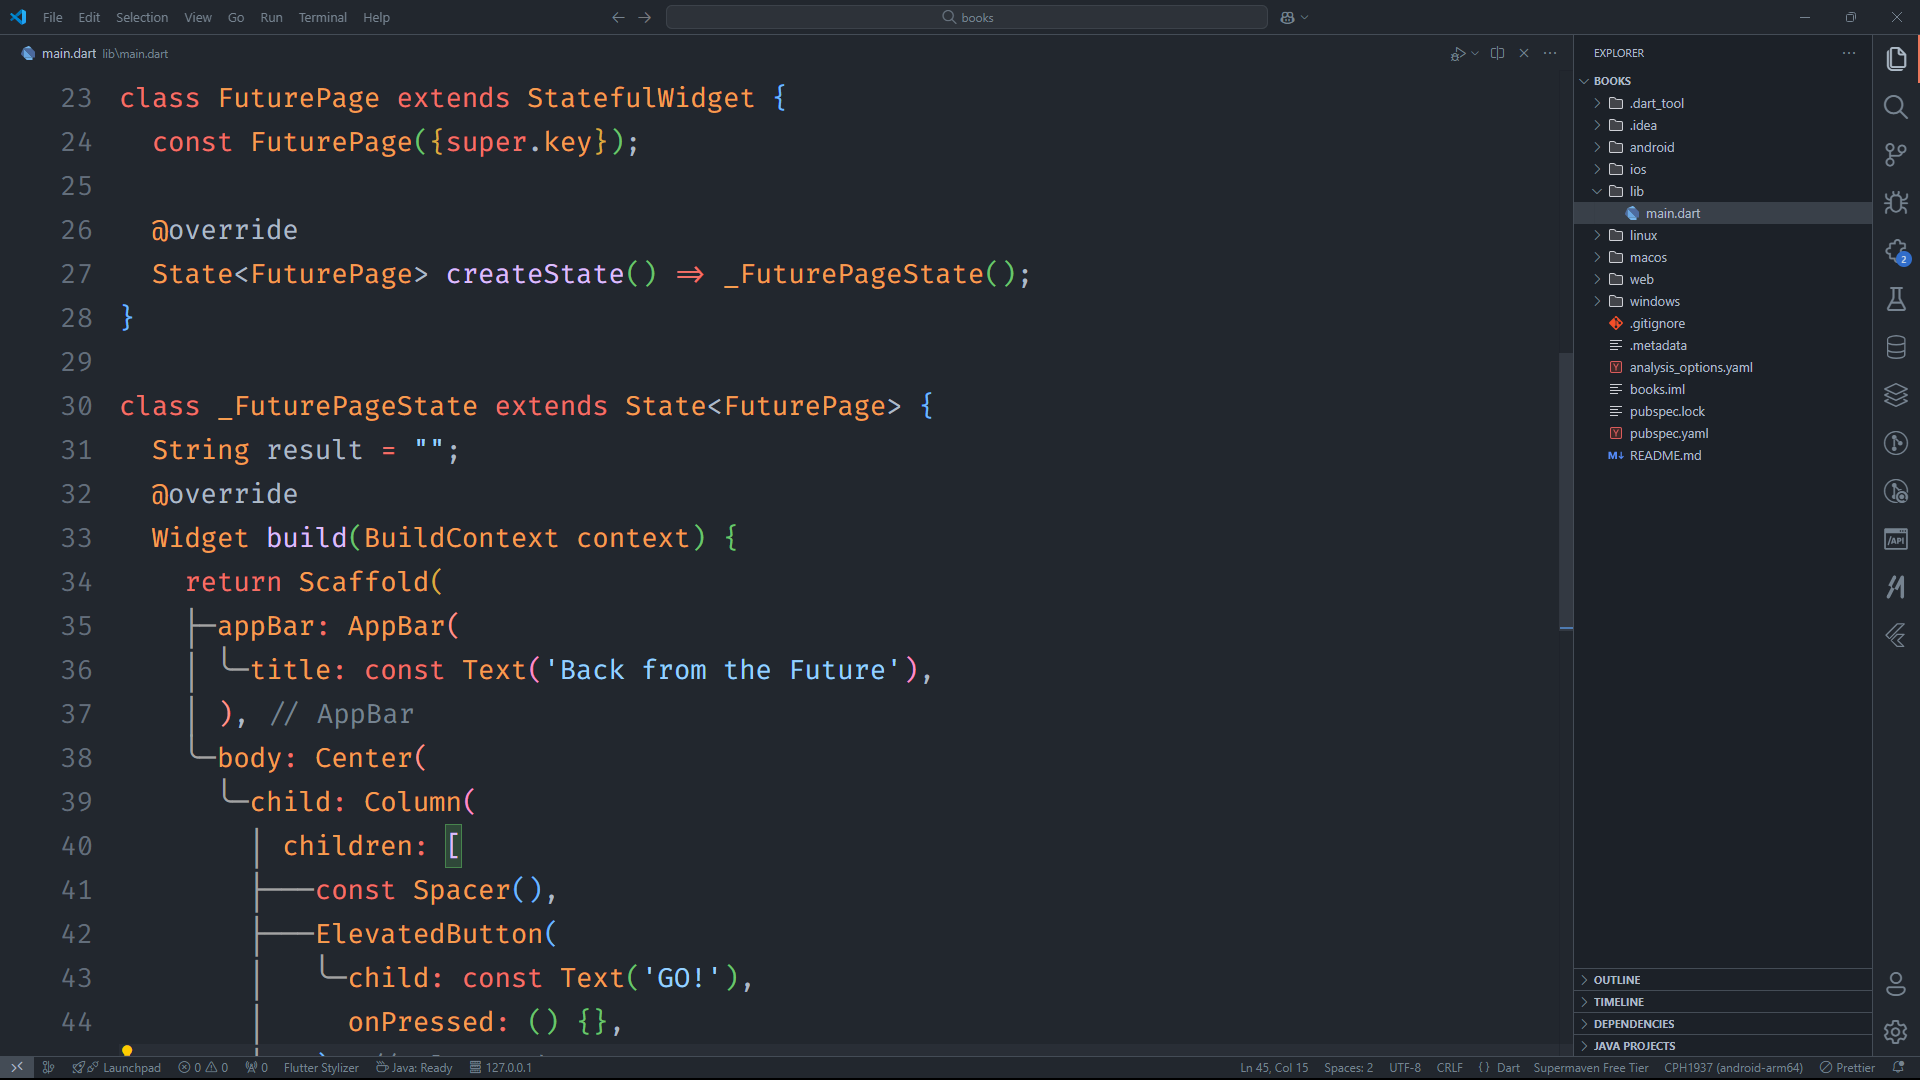 File Edit Selection View Go Run Terminal Help
books
main.dart lib\main.dart
23 class FuturePage extends StatefulWidget {
24 const FuturePage({super.key});
25
26 @override
27 State<FuturePage> createState() => _FuturePageState();
28 }
29
30 class _FuturePageState extends State<FuturePage> {
31 String result = "";
32 @override
33 Widget build(BuildContext context) {
34 return Scaffold(
35 appBar: AppBar(
36 title: const Text('Back from the Future'),
37 ), // AppBar
38 body: Center(
39 child: Column(
40 children: [
41 const Spacer(),
42 ElevatedButton(
43 child: const Text('GO!'),
44 onPressed: () {},
EXPLORER
BOOKS
.dart_tool
.idea
android
ios
lib
main.dart
linux
macos
web
windows
.gitignore
.metadata
analysis_options.yaml
books.iml
pubspec.lock
pubspec.yaml
README.md
OUTLINE
TIMELINE
DEPENDENCIES
JAVA PROJECTS
2
/API
Launchpad 0 0 0 Flutter Stylizer Java: Ready 127.0.0.1
Ln 45, Col 15 Spaces: 2 UTF-8 CRLF {} Dart Supermaven Free Tier CPH1937 (android-arm64) Prettier